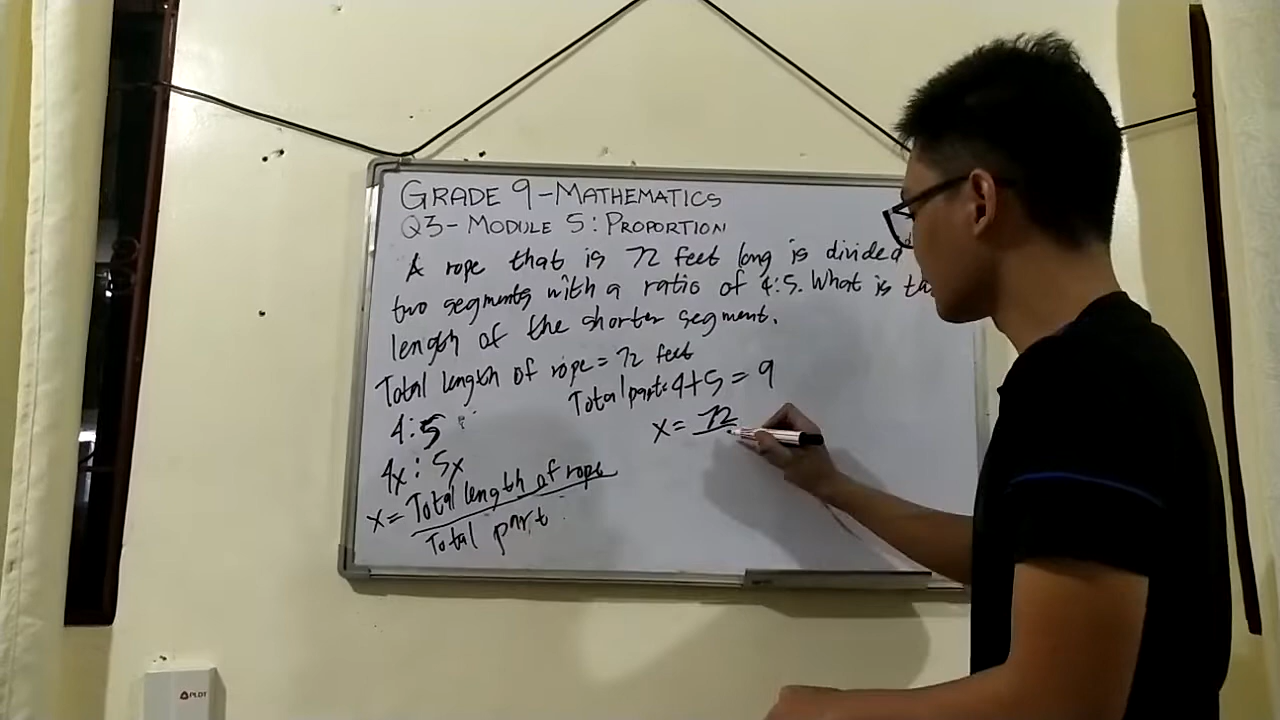 GRADE 9-MATHEMATICS
Q3-MODULE 5: PROPORTION
A rope that is 72 feet long is divided
two segments with a ratio of 4:5. What is
length of the shorter segment.
Total length of rope = 72 feet
Total part: 4+5 = 9
4:5
x= 72
4x : 5x
x= Total length of rope
Total part
PLDT